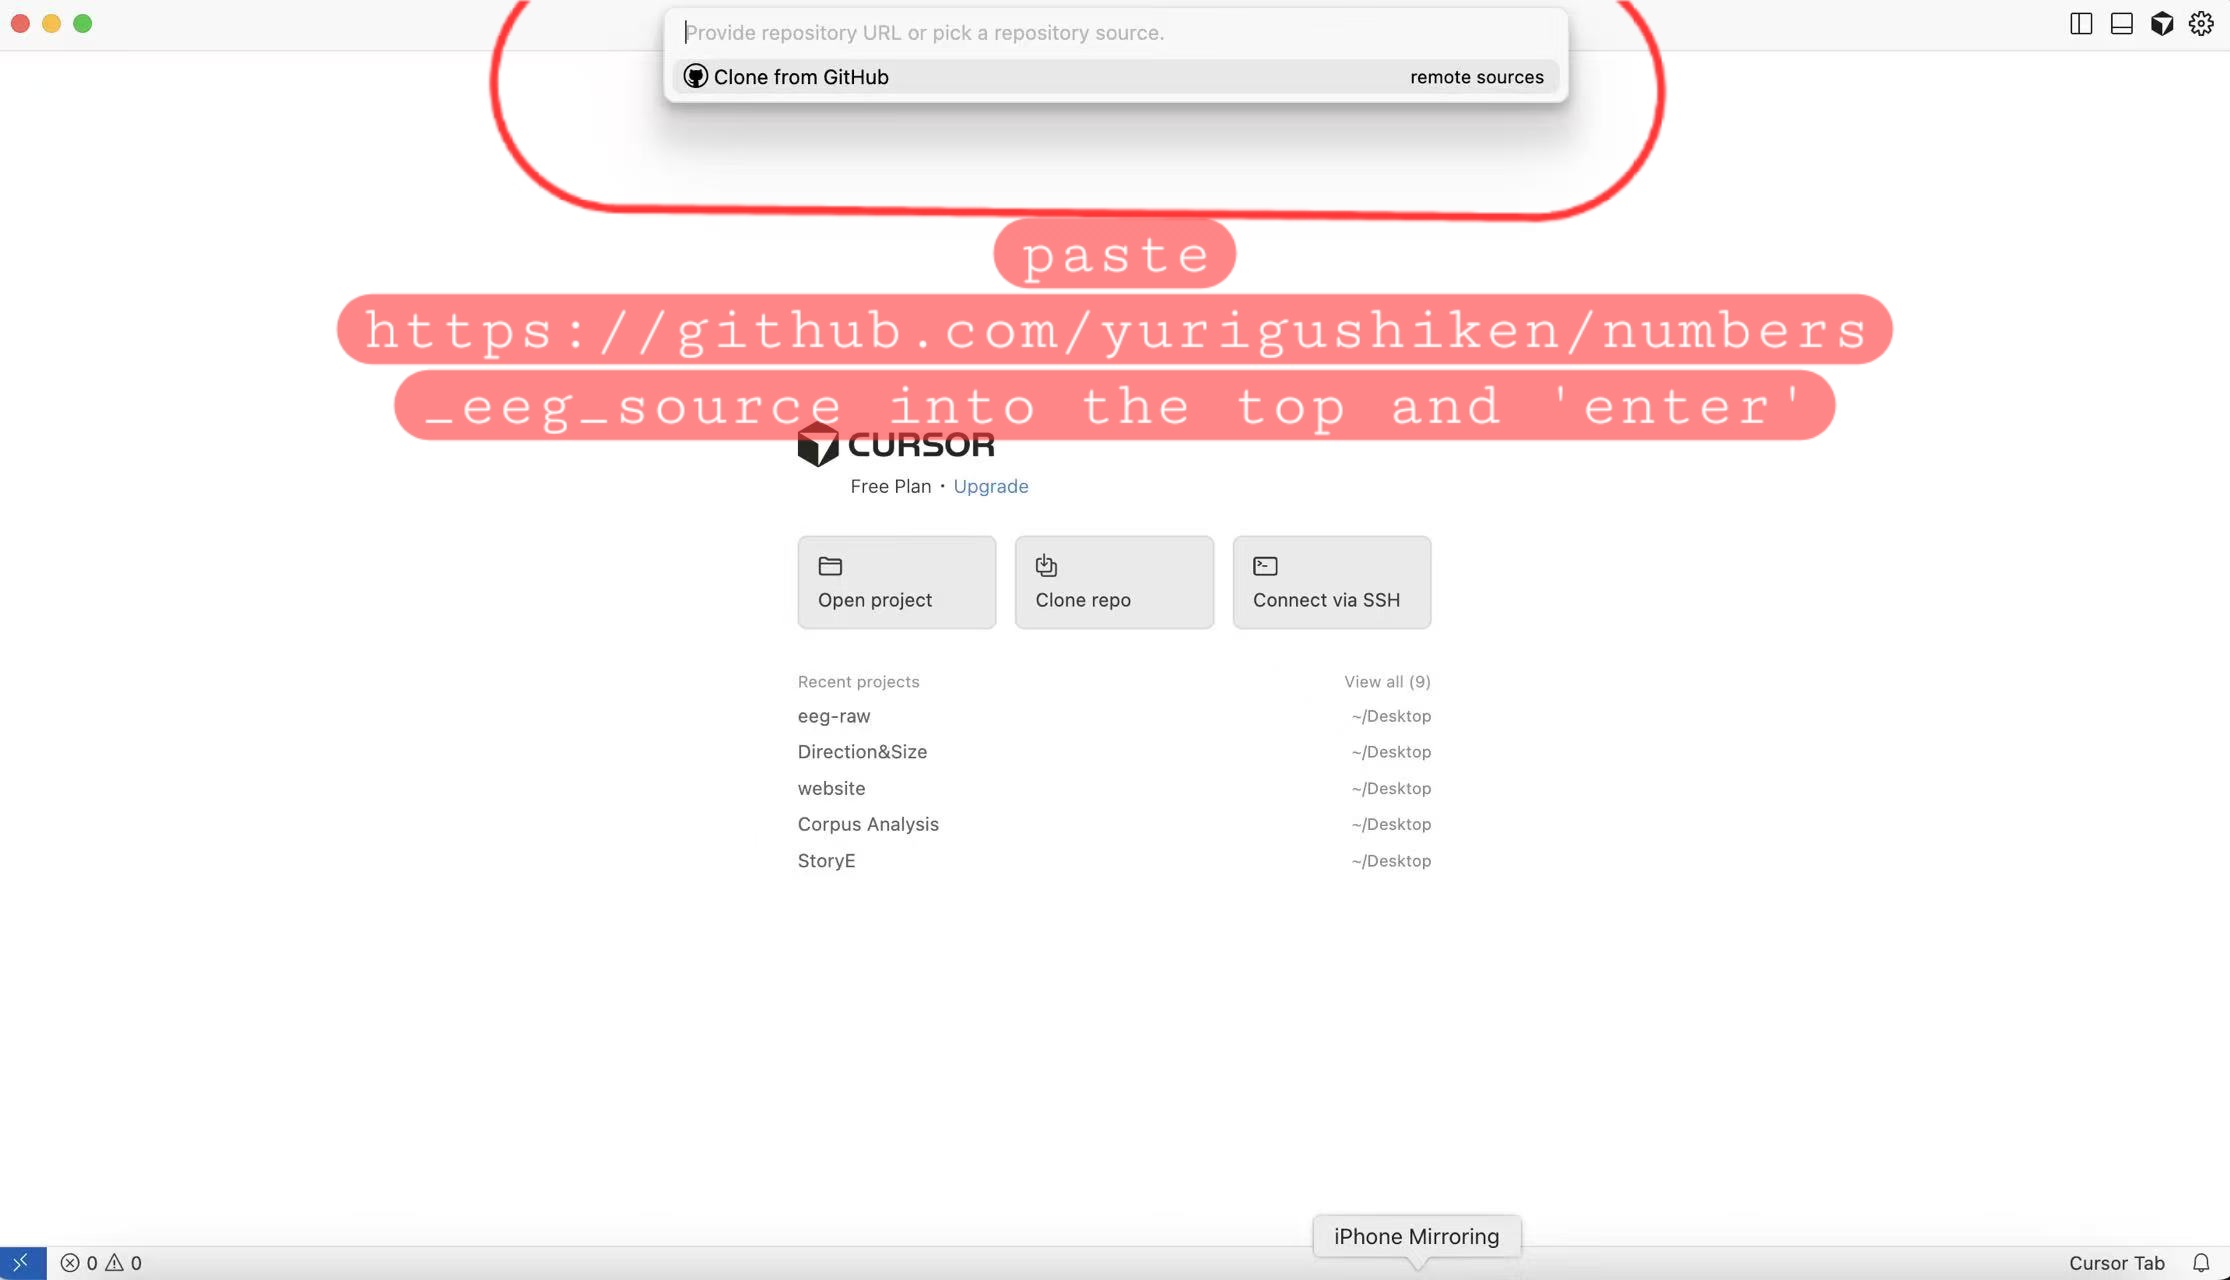 Provide repository URL or pick a repository source.
Clone from GitHub remote sources
paste
https://github.com/yurigushiken/numbers
_eeg_source into the top and 'enter'
CURSOR
Free Plan • Upgrade
Open project Clone repo Connect via SSH
Recent projects View all (9)
eeg-raw ~/Desktop
Direction&Size ~/Desktop
website ~/Desktop
Corpus Analysis ~/Desktop
StoryE ~/Desktop
iPhone Mirroring
0 0 Cursor Tab